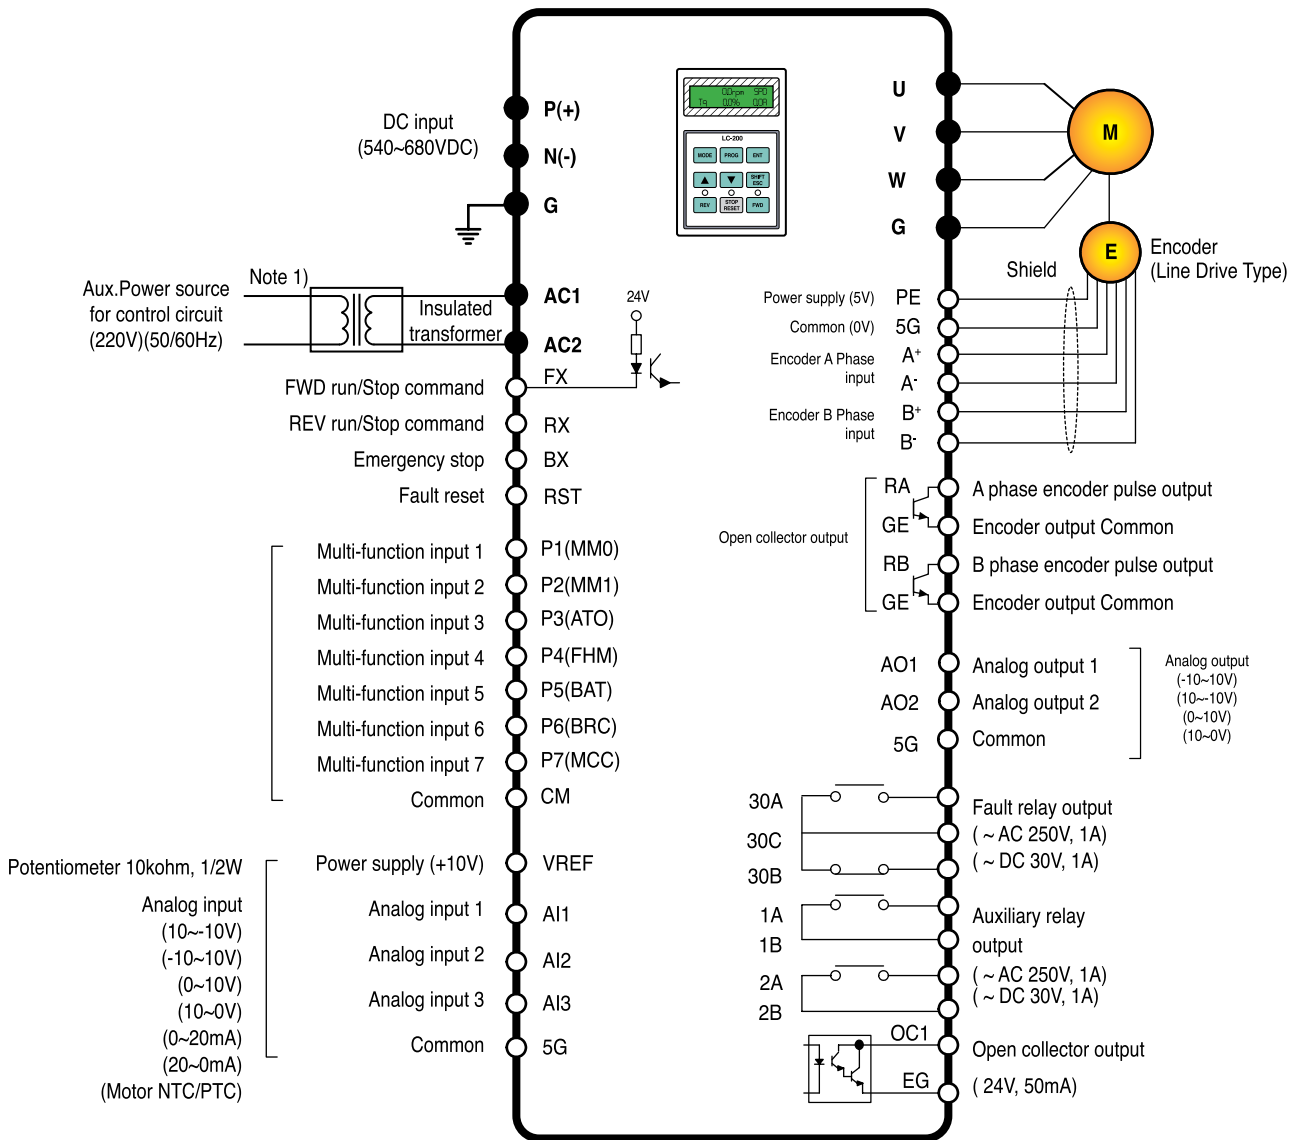 DC input
(540~680VDC)
P(+)
N(-)
G
Note 1)
Aux.Power source
for control circuit
(220V)(50/60Hz)
Insulated
transformer
AC1
AC2
24V
FWD run/Stop command
FX
REV run/Stop command
RX
Emergency stop
BX
Fault reset
RST
Multi-function input 1
P1(MM0)
Multi-function input 2
P2(MM1)
Multi-function input 3
P3(ATO)
Multi-function input 4
P4(FHM)
Multi-function input 5
P5(BAT)
Multi-function input 6
P6(BRC)
Multi-function input 7
P7(MCC)
Common
CM
Potentiometer 10kohm, 1/2W
Power supply (+10V)
VREF
Analog input
(10~-10V)
(-10~10V)
(0~10V)
(10~0V)
(0~20mA)
(20~0mA)
(Motor NTC/PTC)
Analog input 1
AI1
Analog input 2
AI2
Analog input 3
AI3
Common
5G
0.0rpm SPD
Tq 0.0% 0.0A
LC-200
MODE
PROG
ENT
SHIFT
ESC
REV
STOP
RESET
FWD
U
V
W
G
M
E
Encoder
(Line Drive Type)
Shield
Power supply (5V)
PE
Common (0V)
5G
Encoder A Phase
input
A+
A-
Encoder B Phase
input
B+
B-
Open collector output
RA
A phase encoder pulse output
GE
Encoder output Common
RB
B phase encoder pulse output
GE
Encoder output Common
AO1
Analog output 1
AO2
Analog output 2
5G
Common
Analog output
(-10~10V)
(10~-10V)
(0~10V)
(10~0V)
30A
30C
30B
Fault relay output
( ~ AC 250V, 1A)
( ~ DC 30V, 1A)
1A
1B
2A
2B
Auxiliary relay
output
( ~ AC 250V, 1A)
( ~ DC 30V, 1A)
OC1
EG
Open collector output
( 24V, 50mA)